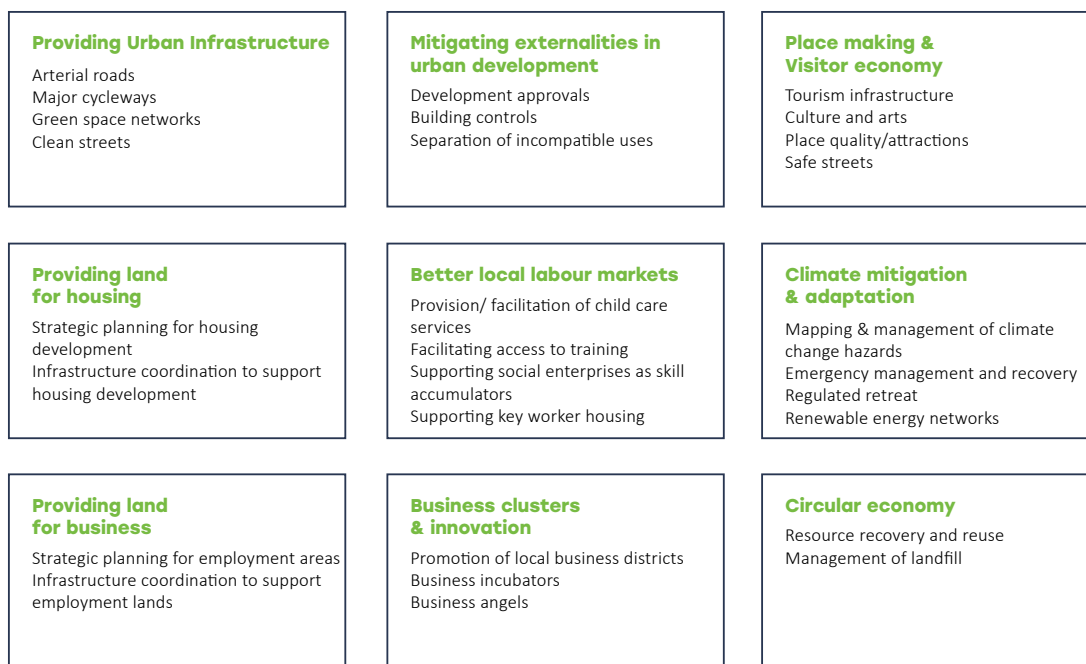 Providing Urban Infrastructure
Arterial roads
Major cycleways
Green space networks
Clean streets
Mitigating externalities in
urban development
Development approvals
Building controls
Separation of incompatible uses
Place making &
Visitor economy
Tourism infrastructure
Culture and arts
Place quality/attractions
Safe streets
Providing land
for housing
Strategic planning for housing
development
Infrastructure coordination to support
housing development
Better local labour markets
Provision/ facilitation of child care
services
Facilitating access to training
Supporting social enterprises as skill
accumulators
Supporting key worker housing
Climate mitigation
& adaptation
Mapping & management of climate
change hazards
Emergency management and recovery
Regulated retreat
Renewable energy networks
Providing land
for business
Strategic planning for employment areas
Infrastructure coordination to support
employment lands
Business clusters
& innovation
Promotion of local business districts
Business incubators
Business angels
Circular economy
Resource recovery and reuse
Management of landfill